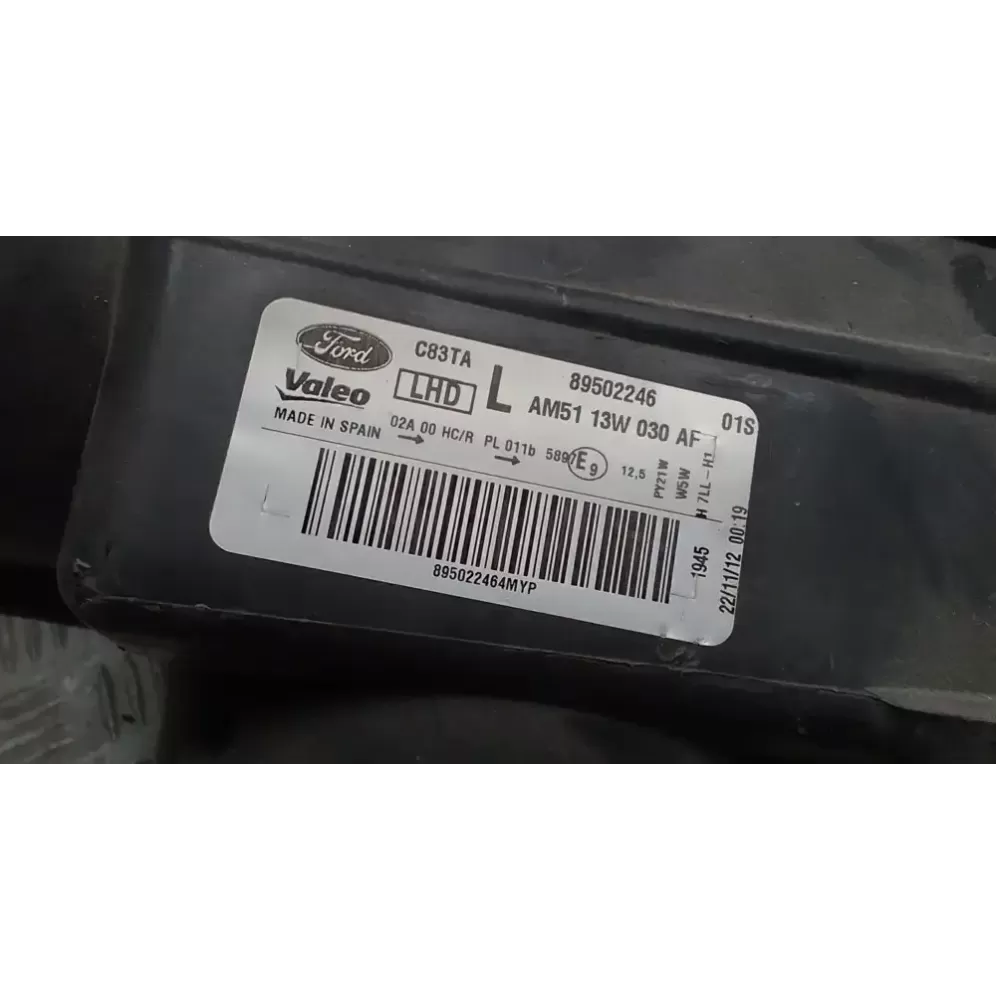 Ford C83TA 89502246 01S
Valeo LHD L AM51 13W 030 AF
MADE IN SPAIN 02A 00 HC/R PL 011b 5897 E9 12,5
PY21W
W5W
H7LL-H1
895022464MYP
1945
22/11/12 00:19